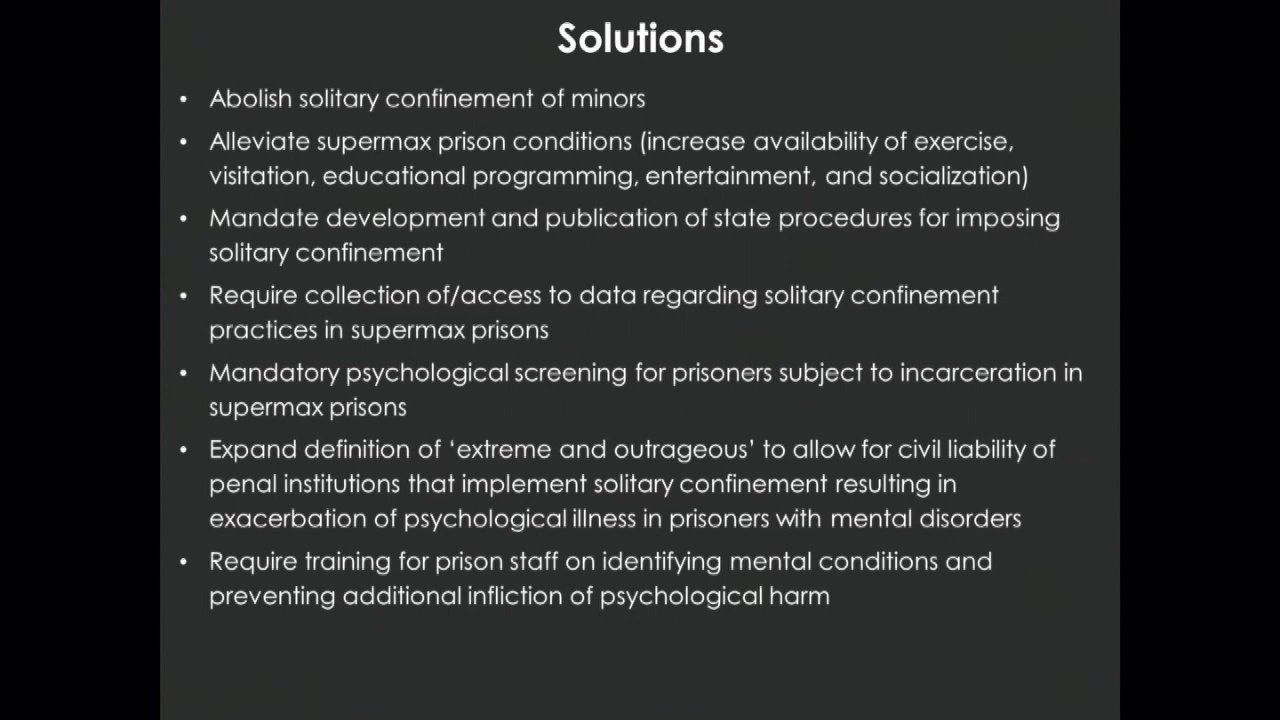 Solutions
• Abolish solitary confinement of minors
• Alleviate supermax prison conditions (increase availability of exercise,
visitation, educational programming, entertainment, and socialization)
• Mandate development and publication of state procedures for imposing
solitary confinement
• Require collection of/access to data regarding solitary confinement
practices in supermax prisons
• Mandatory psychological screening for prisoners subject to incarceration in
supermax prisons
• Expand definition of ‘extreme and outrageous’ to allow for civil liability of
penal institutions that implement solitary confinement resulting in
exacerbation of psychological illness in prisoners with mental disorders
• Require training for prison staff on identifying mental conditions and
preventing additional infliction of psychological harm